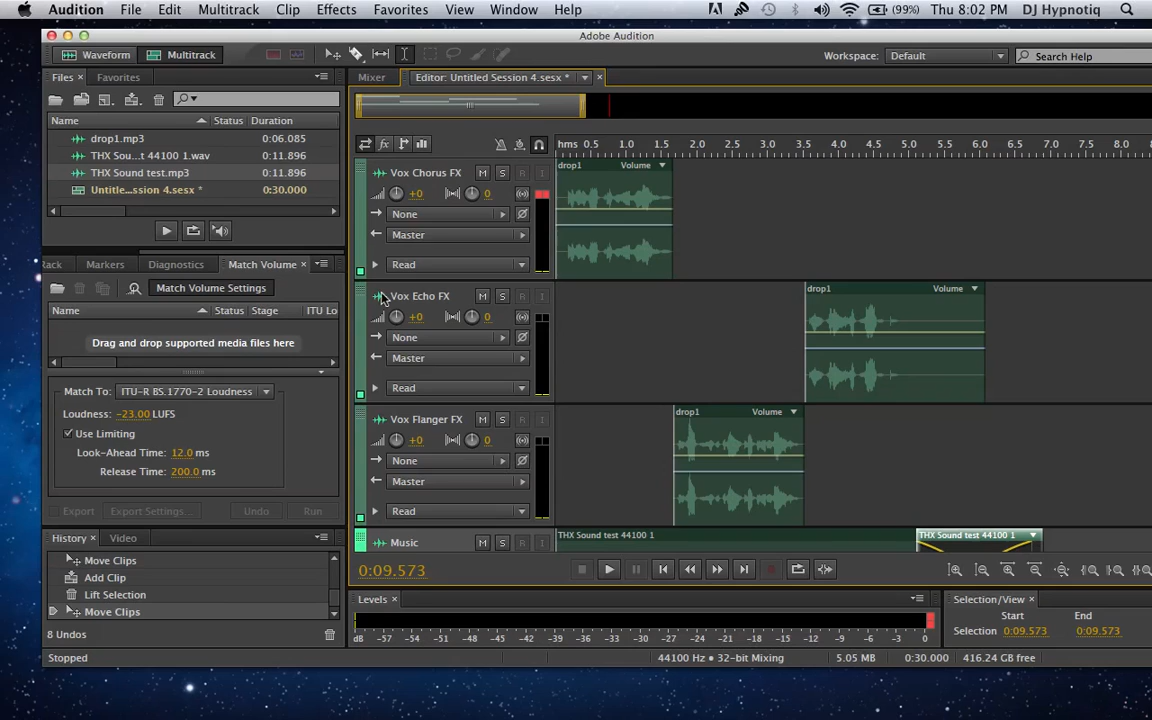 Audition File Edit Multitrack Clip Effects Favorites View Window Help (99%) Thu 8:02 PM DJ Hypnotiq
Adobe Audition
Waveform Multitrack Workspace: Default Search Help
Files × Favorites
Mixer Editor: Untitled Session 4.sesx * ×
Name Status Duration
drop1.mp3 0:06.085
THX Sou...t 44100 1.wav 0:11.896
THX Sound test.mp3 0:11.896
Untitle...ssion 4.sesx * 0:30.000
fx
hms 0.5 1.0 1.5 2.0 2.5 3.0 3.5 4.0 4.5 5.0 5.5 6.0 6.5 7.0 7.5 8.
Vox Chorus FX M S R I
+0 0
None
Master
Read
drop1 Volume
Vox Echo FX M S R I
+0 0
None
Master
Read
drop1 Volume
Vox Flanger FX M S R I
+0 0
None
Master
Read
drop1 Volume
Music M S R I
THX Sound test 44100 1 THX Sound test 44100 1
Rack Markers Diagnostics Match Volume ×
Match Volume Settings
Name Status Stage ITU Lo
Drag and drop supported media files here
Match To: ITU-R BS.1770-2 Loudness
Loudness: -23.00 LUFS
Use Limiting
Look-Ahead Time: 12.0 ms
Release Time: 200.0 ms
Export Export Settings... Undo Run
History × Video
Move Clips
Add Clip
Lift Selection
Move Clips
8 Undos
0:09.573
Levels ×
dB -57 -54 -51 -48 -45 -42 -39 -36 -33 -30 -27 -24 -21 -18 -15 -12 -9 -6 -3 0
Selection/View ×
Start End
Selection 0:09.573 0:09.573
Stopped 44100 Hz • 32-bit Mixing 5.05 MB 0:30.000 416.24 GB free